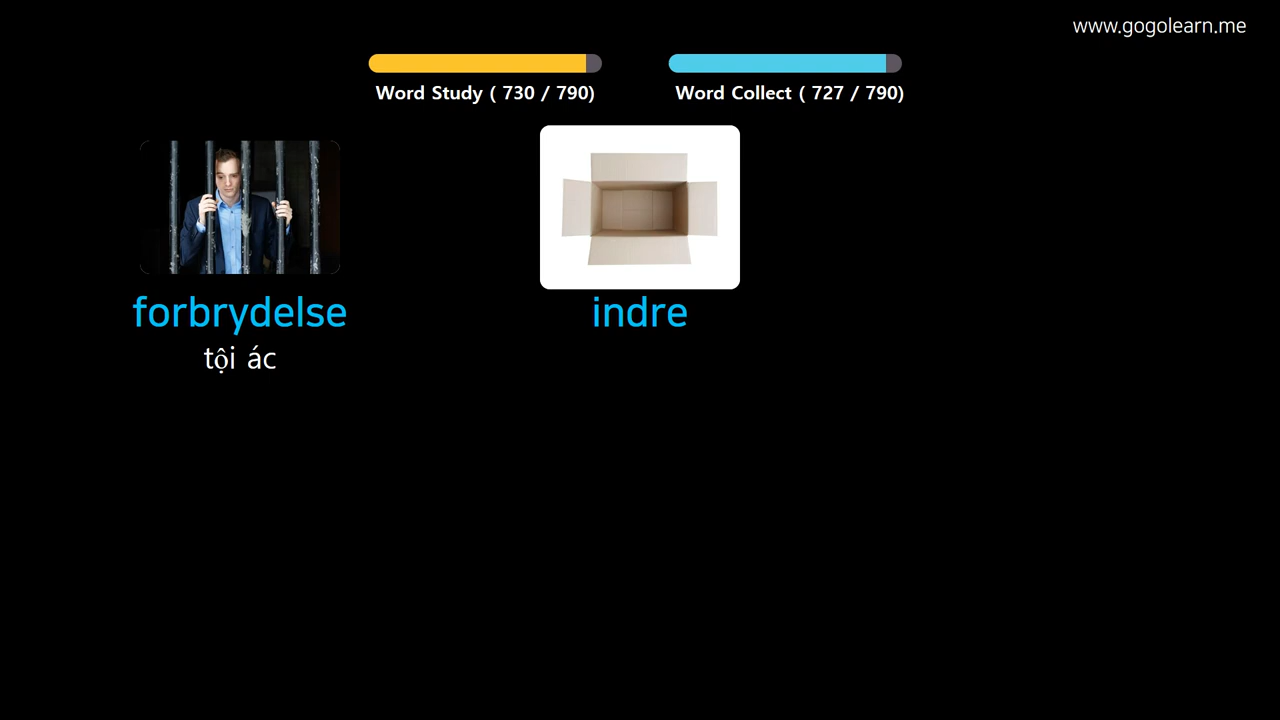 www.gogolearn.me
Word Study ( 730 / 790)
Word Collect ( 727 / 790)
forbrydelse
tội ác
indre